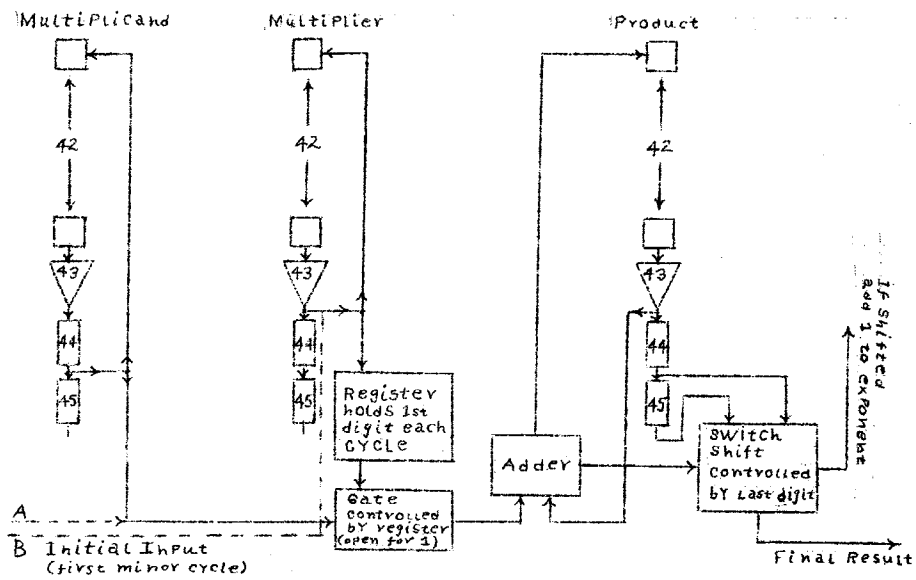 MultiPlicand
Multiplier
Product
42
42
42
43
43
43
44
44
44
45
45
45
Register
holds 1st
digit each
CYCLE
Adder
Switch
Shift
Controlled
by Last digit
If Shifted
add 1 to exponent
Gate
controlled
by register
(open for 1)
A
B Initial Input
(first minor cycle)
Final Result